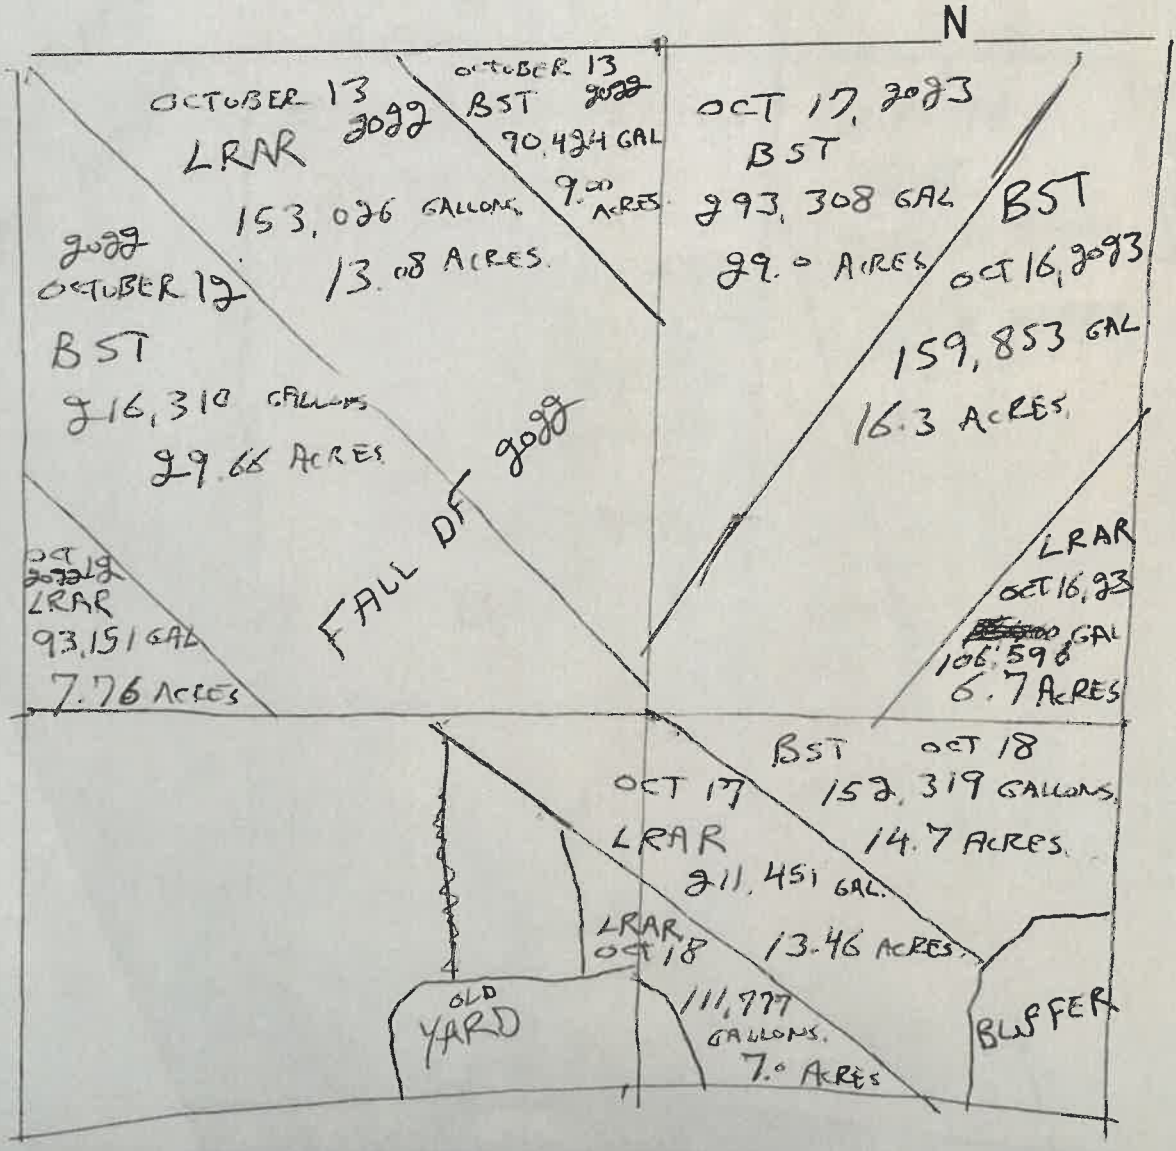 N
OCTOBER 13
2022
LRAR
153,026 GALLONS
13.08 ACRES.
OCTOBER 13
BST 2022
90,424 GAL
9.00
ACRES.
OCT 17, 2023
BST
293,308 GAL
29.0 ACRES
BST
OCT 16, 2023
159,853 GAL
16.3 ACRES.
2022
OCTOBER 12
BST
216,310 GALLONS
29.66 ACRES
FALL OF 2022
OCT 12
2022
LRAR
93,151 GAL
7.76 ACRES
LRAR
OCT 16, 23
GAL
106,596
6.7 ACRES
BST OCT 18
152,319 GALLONS.
14.7 ACRES.
OCT 17
LRAR
211,451 GAL.
13.46 ACRES.
LRAR
OCT 18
111,777
GALLONS.
7.0 ACRES
OLD
YARD
BUFFER